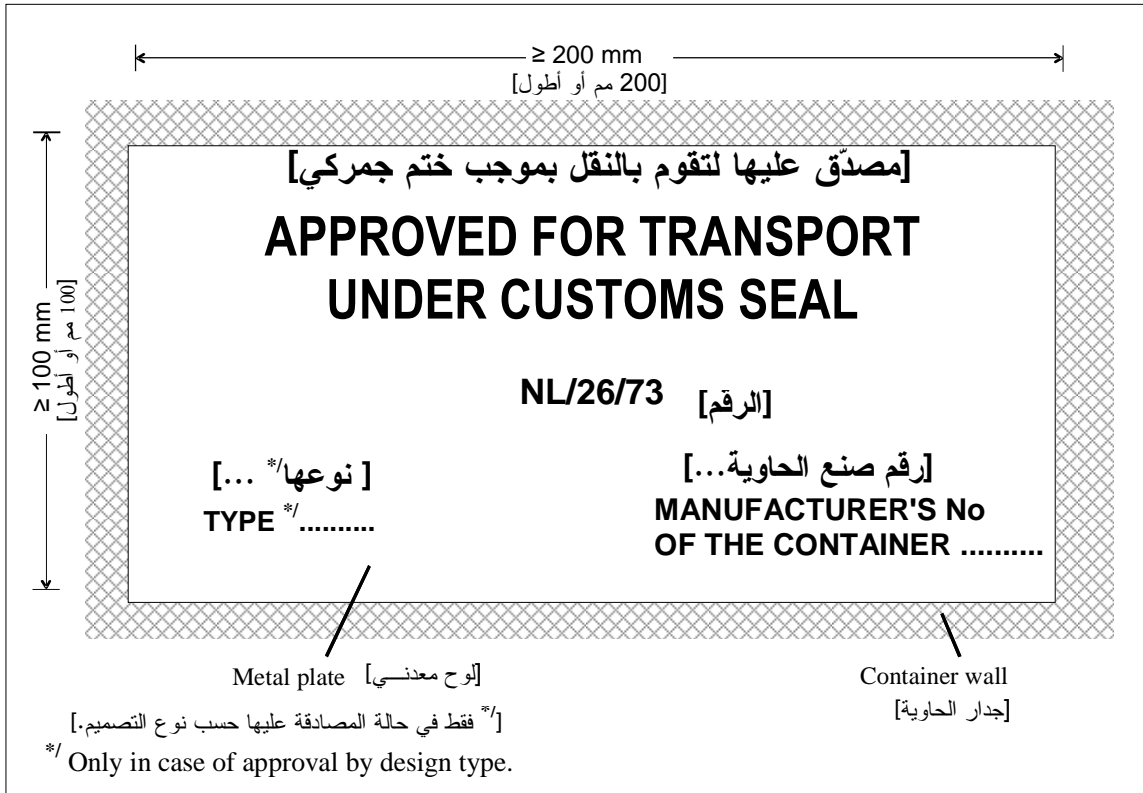 ≥ 200 mm
[200 مم أو أطول]
≥ 100 mm
[100 مم أو أطول]
[مصدّق عليها لتقوم بالنقل بموجب ختم جمركي]
APPROVED FOR TRANSPORT
UNDER CUSTOMS SEAL
NL/26/73 [الرقم]
[نوعها */ ...]
TYPE */..........
[رقم صنع الحاوية...]
MANUFACTURER'S No
OF THE CONTAINER ..........
Metal plate [لوح معدنـــي]
Container wall
[جدار الحاوية]
[*/ فقط في حالة المصادقة عليها حسب نوع التصميم.]
*/ Only in case of approval by design type.